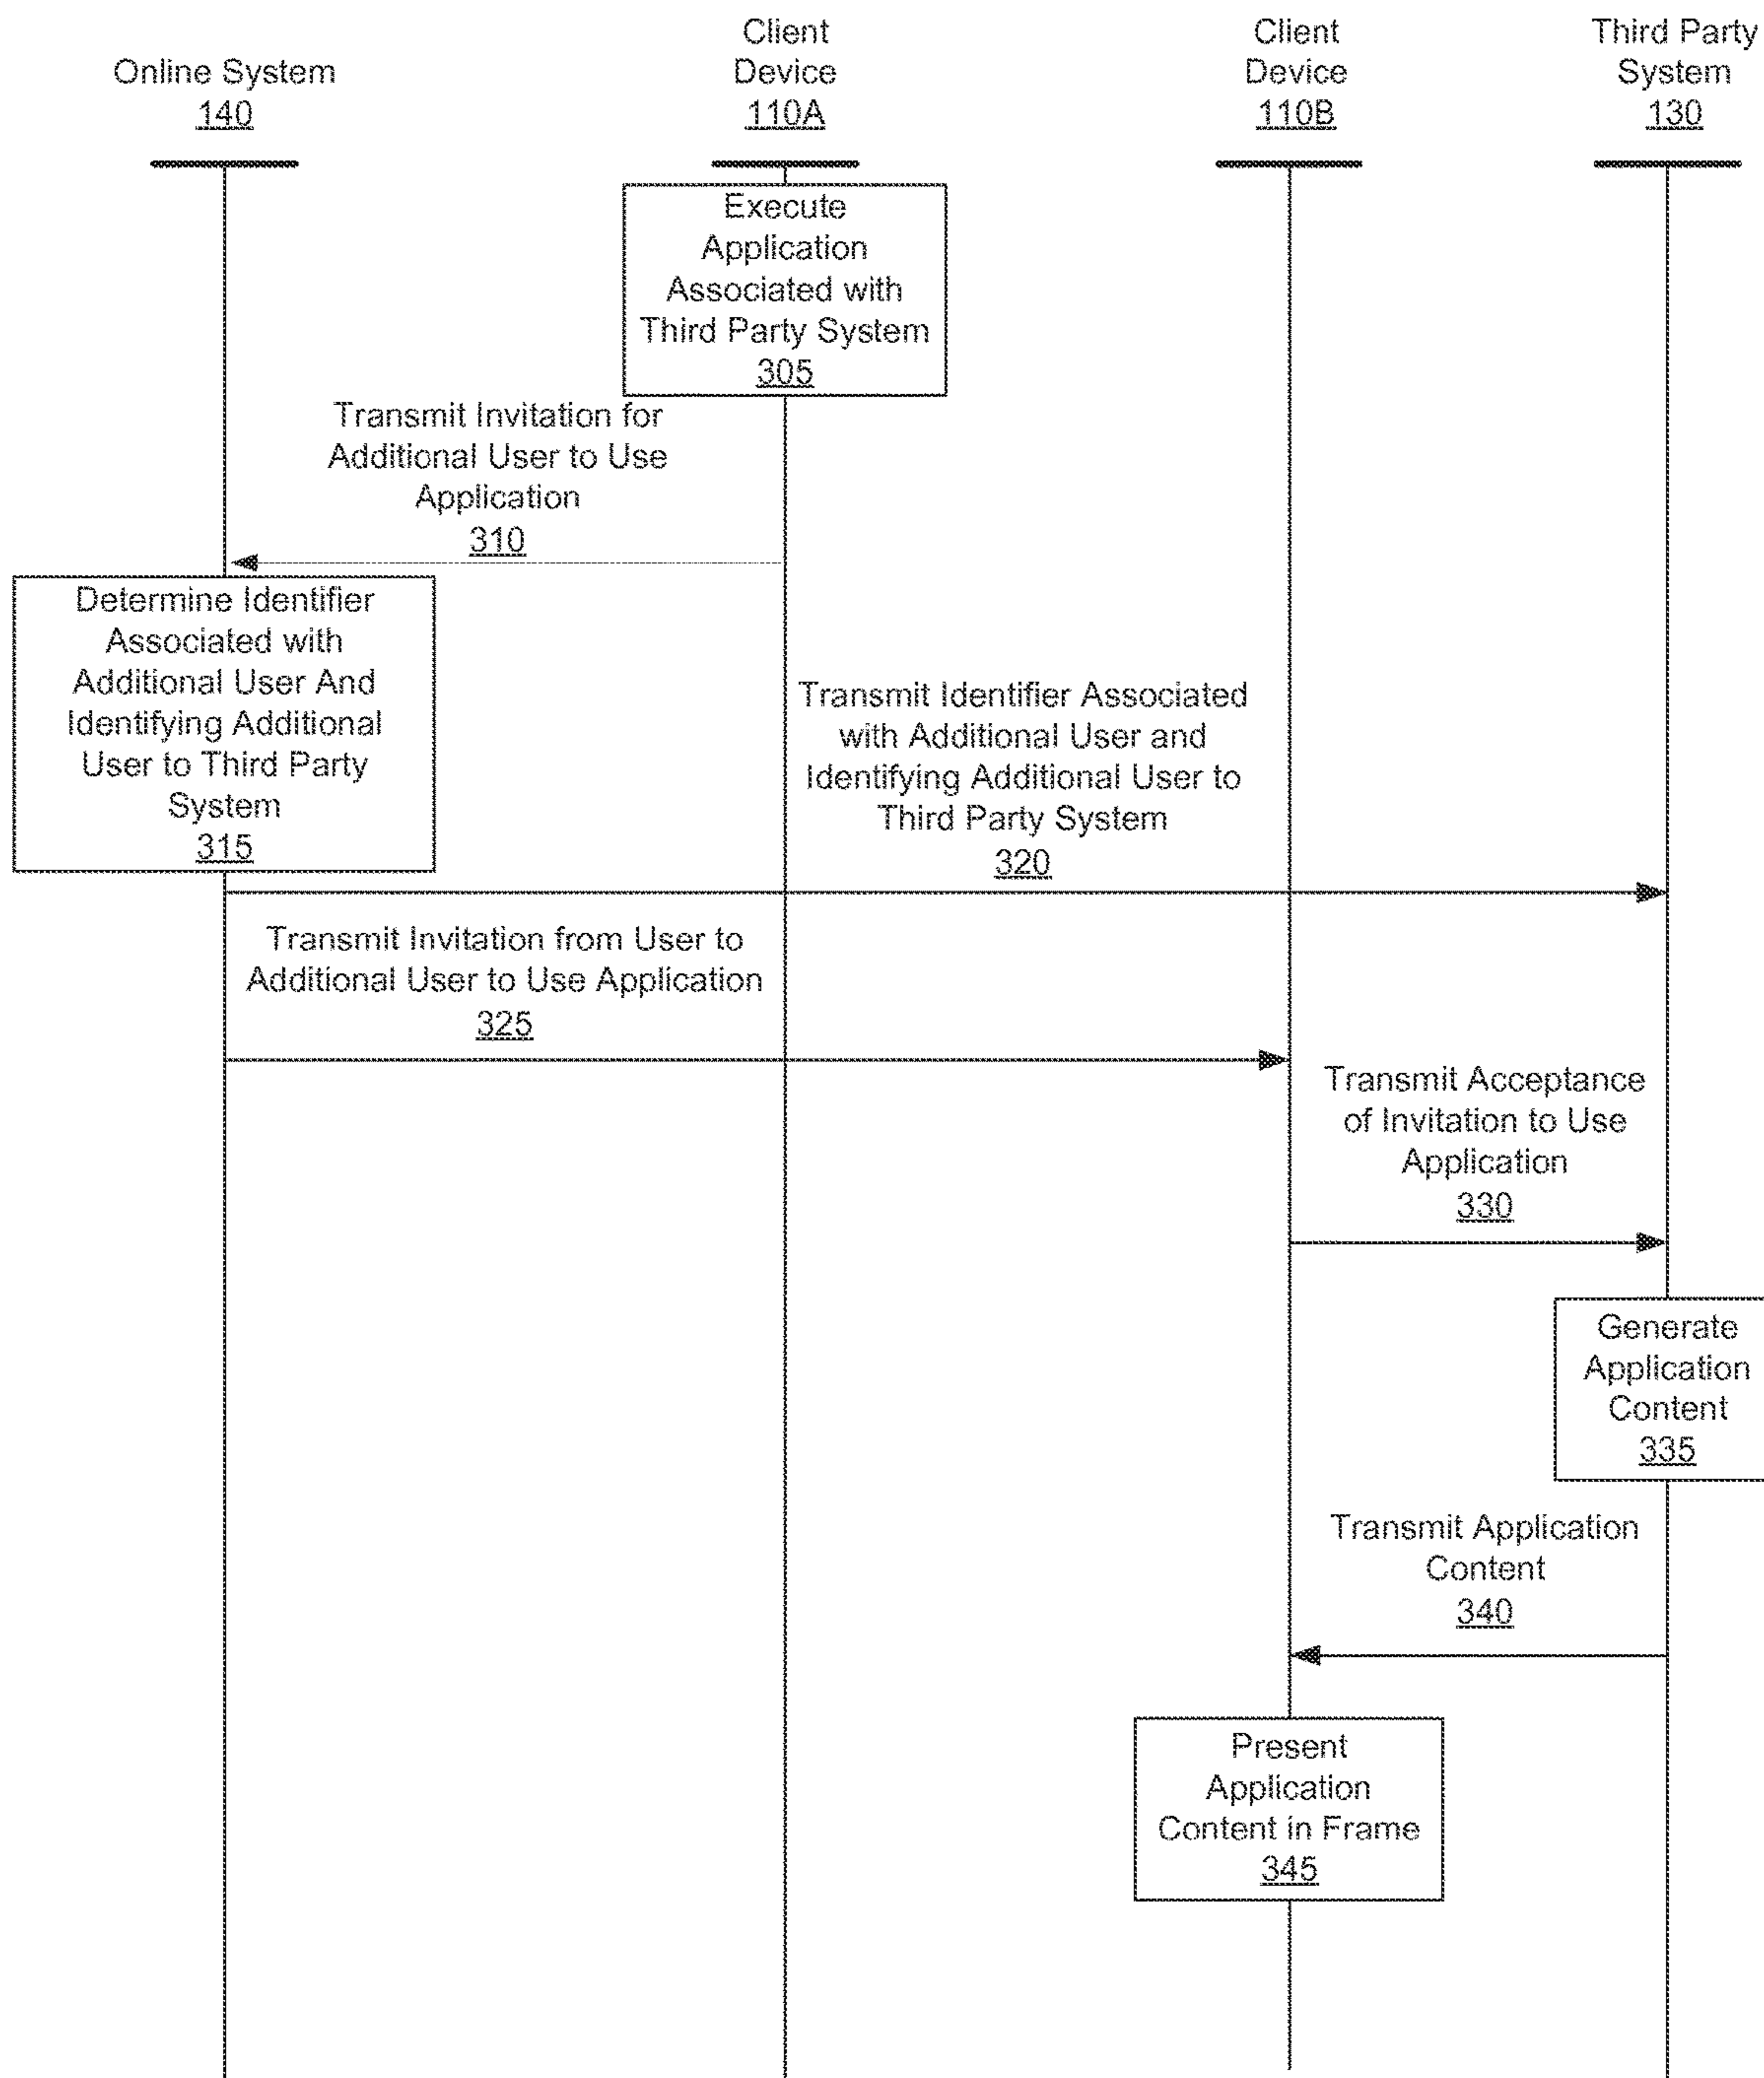 Online System
140
Client
Device
110A
Client
Device
110B
Third Party
System
130
Execute
Application
Associated with
Third Party System
305
Transmit Invitation for
Additional User to Use
Application
310
Determine Identifier
Associated with
Additional User And
Identifying Additional
User to Third Party
System
315
Transmit Identifier Associated
with Additional User and
Identifying Additional User to
Third Party System
320
Transmit Invitation from User to
Additional User to Use Application
325
Transmit Acceptance
of Invitation to Use
Application
330
Generate
Application
Content
335
Transmit Application
Content
340
Present
Application
Content in Frame
345